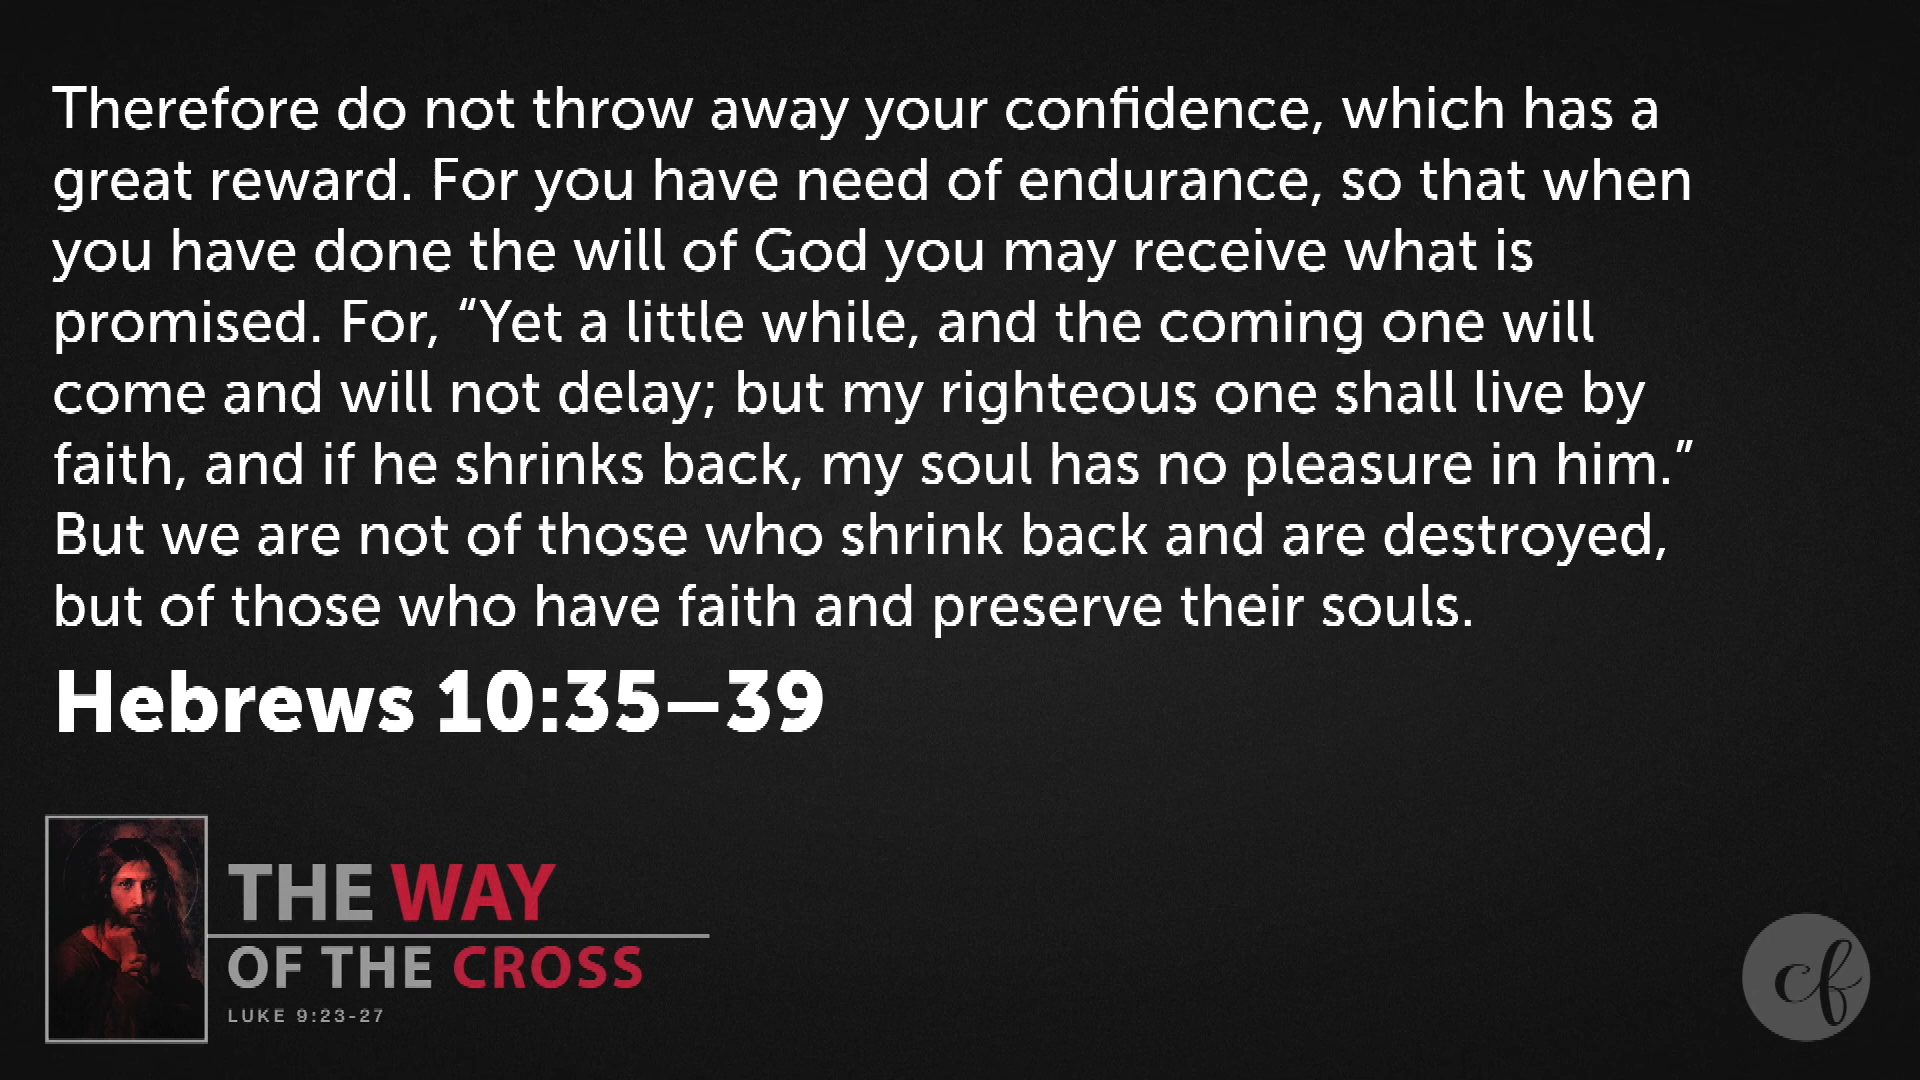 Therefore do not throw away your confidence, which has a
great reward. For you have need of endurance, so that when
you have done the will of God you may receive what is
promised. For, “Yet a little while, and the coming one will
come and will not delay; but my righteous one shall live by
faith, and if he shrinks back, my soul has no pleasure in him.”
But we are not of those who shrink back and are destroyed,
but of those who have faith and preserve their souls.
Hebrews 10:35–39
THE WAY
OF THE CROSS
LUKE 9:23-27
cf